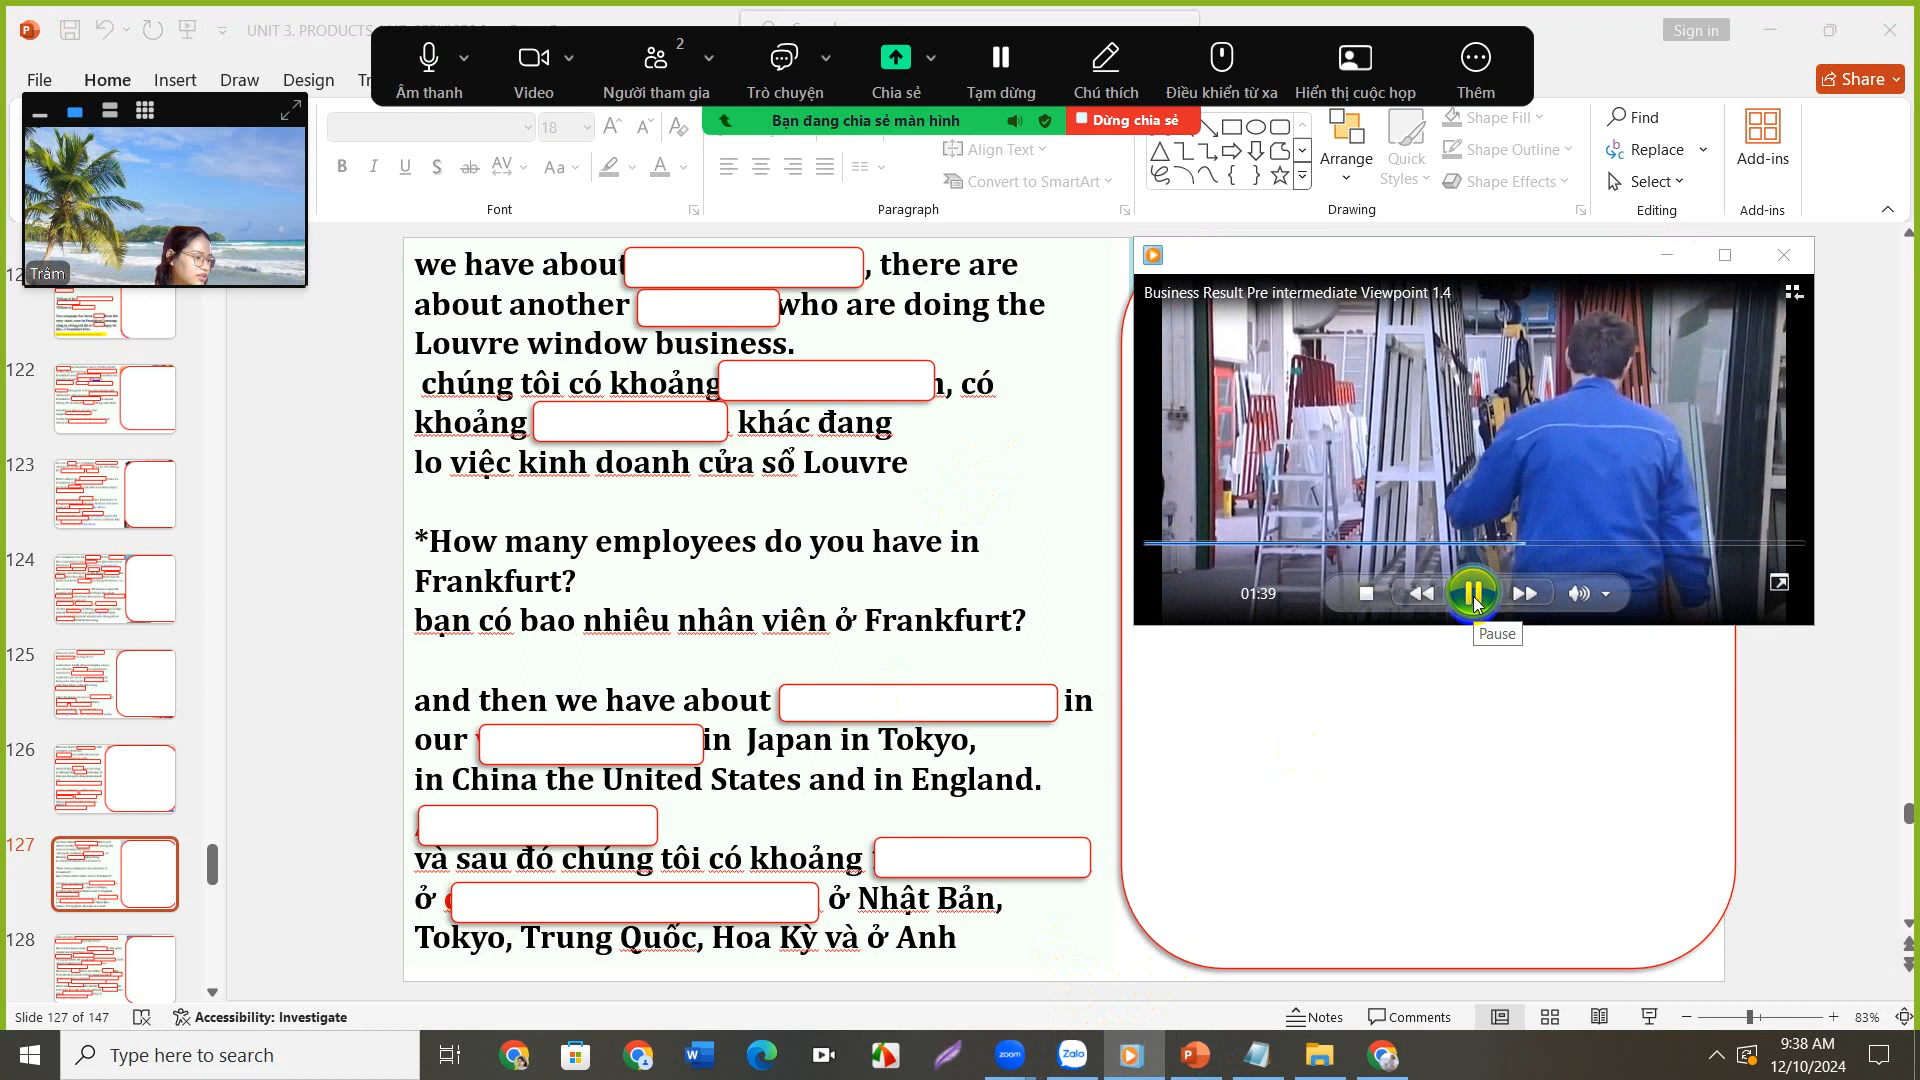 UNIT 3. PRODUCTS
Search
Sign in
File
Home
Insert
Draw
Design
Share
Âm thanh
Video
2
Người tham gia
Trò chuyện
Chia sẻ
Tạm dừng
Chú thích
Điều khiển từ xa
Hiển thị cuộc họp
Thêm
Bạn đang chia sẻ màn hình
Dừng chia sẻ
18
Align Text
Convert to SmartArt
Arrange
Quick
Styles
Shape Fill
Shape Outline
Shape Effects
Find
Replace
Select
Add-ins
Font
Paragraph
Drawing
Editing
Add-ins
Trâm
122
123
124
125
126
127
128
we have about , there are
about another who are doing the
Louvre window business.
chúng tôi có khoảng , có
khoảng khác đang
lo việc kinh doanh cửa sổ Louvre
*How many employees do you have in
Frankfurt?
bạn có bao nhiêu nhân viên ở Frankfurt?
and then we have about in
our in Japan in Tokyo,
in China the United States and in England.
và sau đó chúng tôi có khoảng
ở ở Nhật Bản,
Tokyo, Trung Quốc, Hoa Kỳ và ở Anh
Business Result Pre intermediate Viewpoint 1.4
01:39
Pause
Slide 127 of 147
Accessibility: Investigate
Notes
Comments
83%
Type here to search
zoom
Zalo
9:38 AM
12/10/2024